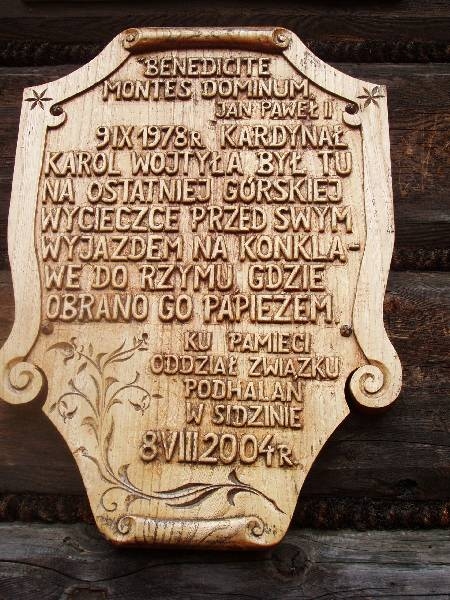 BENEDICITE
MONTES DOMINUM
JAN PAWEŁ II
9 IX 1978R. KARDYNAŁ
KAROL WOJTYŁA BYŁ TU
NA OSTATNIEJ GÓRSKIEJ
WYCIECZCE PRZED SWYM
WYJAZDEM NA KONKLA-
WE DO RZYMU GDZIE
OBRANO GO PAPIEŻEM
KU PAMIĘCI
ODDZIAŁ ZWIĄZKU
PODHALAN
W SIDZINIE
8 VIII 2004 R.